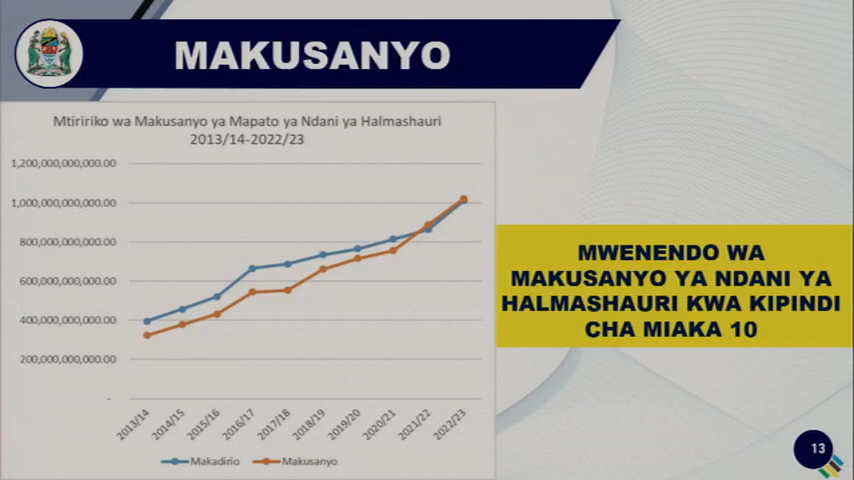 MAKUSANYO
Mtiririko wa Makusanyo ya Mapato ya Ndani ya Halmashauri
2013/14-2022/23
1,200,000,000,000.00
1,000,000,000,000.00
800,000,000,000.00
600,000,000,000.00
400,000,000,000.00
200,000,000,000.00
-
2013/14
2014/15
2015/16
2016/17
2017/18
2018/19
2019/20
2020/21
2021/22
2022/23
Makadirio
Makusanyo
MWENENDO WA
MAKUSANYO YA NDANI YA
HALMASHAURI KWA KIPINDI
CHA MIAKA 10
13